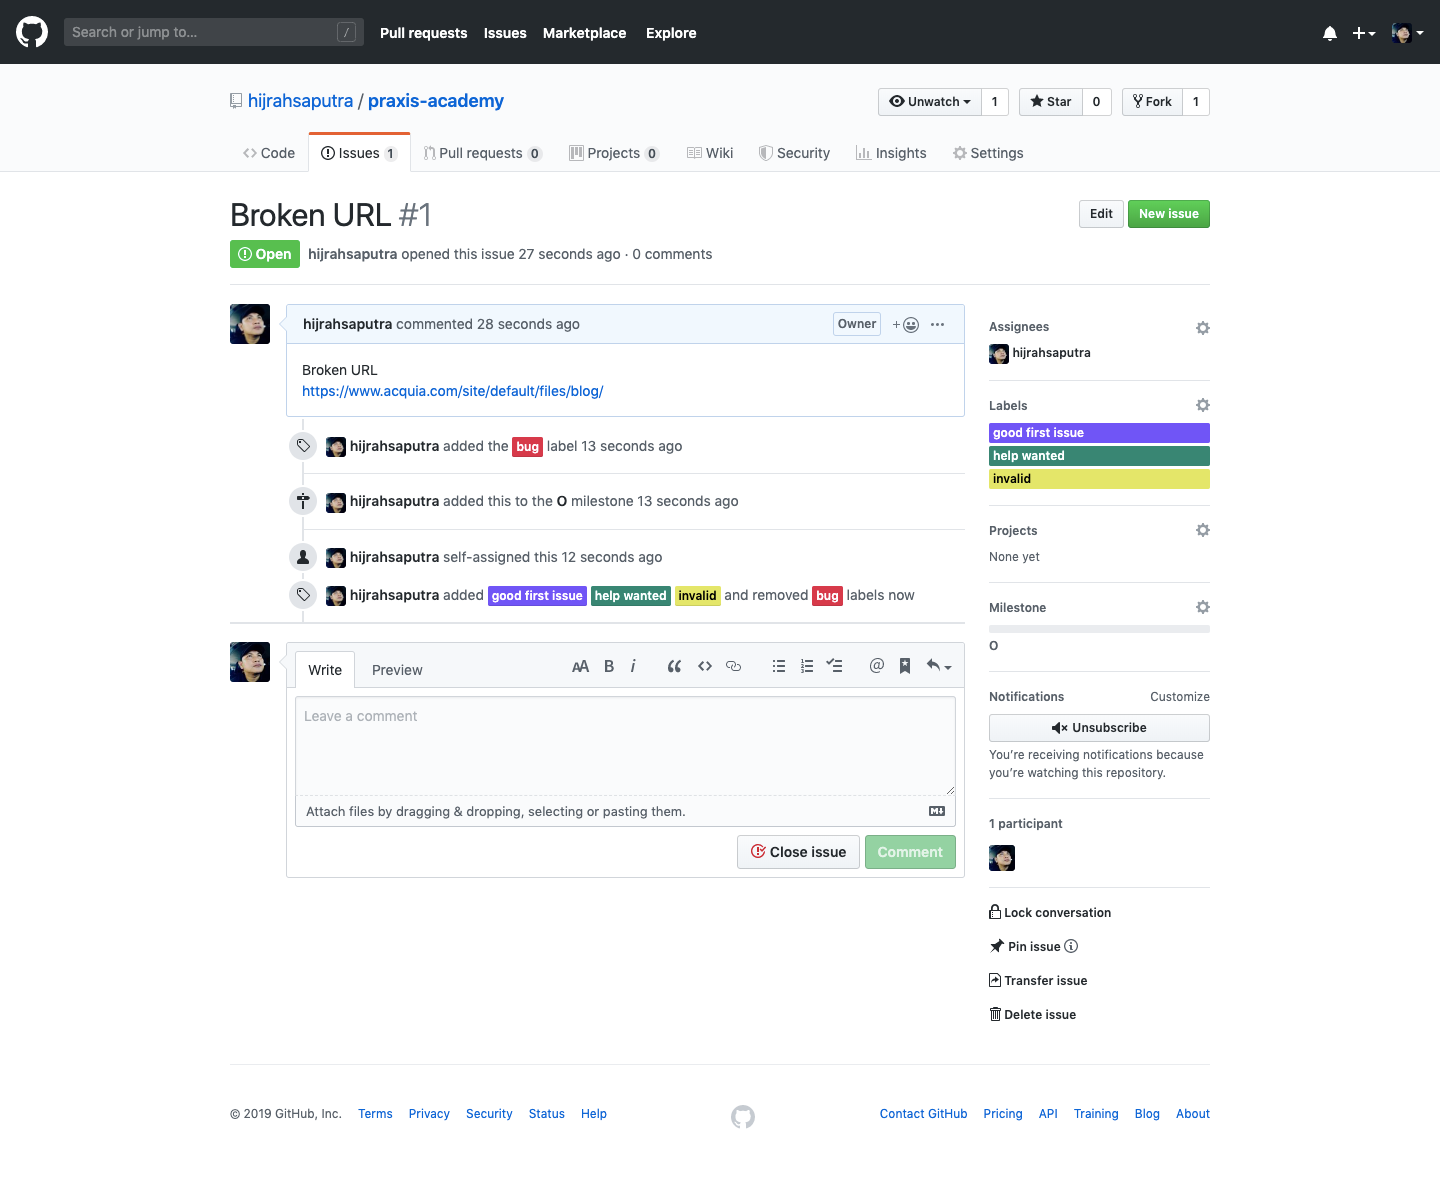 Search or jump to... /
Pull requests Issues Marketplace Explore
hijrahsaputra / praxis-academy
Unwatch 1 Star 0 Fork 1
Code Issues 1 Pull requests 0 Projects 0 Wiki Security Insights Settings
Broken URL #1
Edit New issue
Open hijrahsaputra opened this issue 27 seconds ago · 0 comments
hijrahsaputra commented 28 seconds ago Owner + ...
Broken URL
https://www.acquia.com/site/default/files/blog/
hijrahsaputra added the bug label 13 seconds ago
hijrahsaputra added this to the O milestone 13 seconds ago
hijrahsaputra self-assigned this 12 seconds ago
hijrahsaputra added good first issue help wanted invalid and removed bug labels now
Write Preview AA B i “ <> @
Leave a comment
Attach files by dragging & dropping, selecting or pasting them.
Close issue Comment
Assignees
hijrahsaputra
Labels
good first issue
help wanted
invalid
Projects
None yet
Milestone
O
Notifications Customize
Unsubscribe
You’re receiving notifications because
you’re watching this repository.
1 participant
Lock conversation
Pin issue
Transfer issue
Delete issue
© 2019 GitHub, Inc. Terms Privacy Security Status Help
Contact GitHub Pricing API Training Blog About